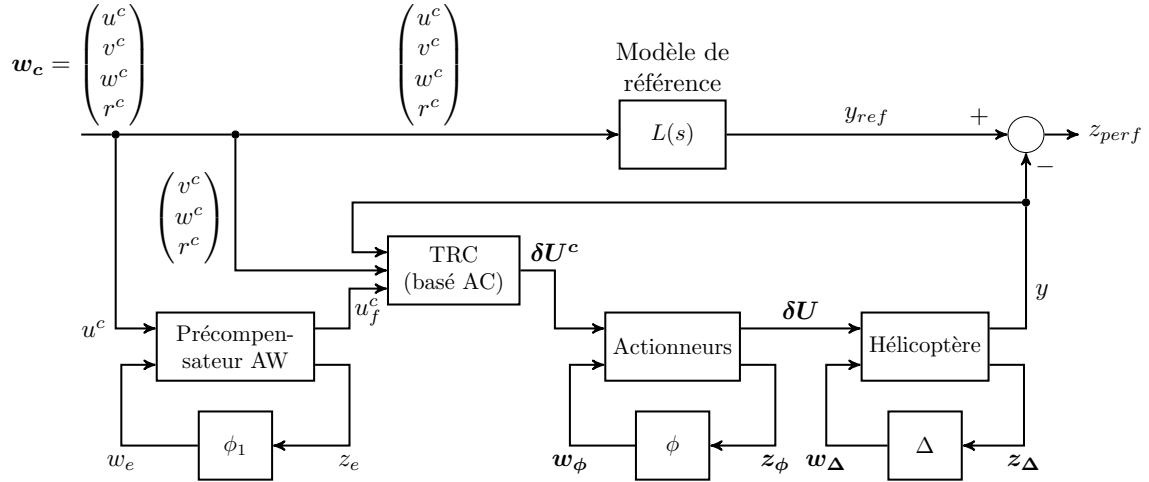 w_c = (u^c v^c w^c r^c)
(u^c v^c w^c r^c)
Modèle de
référence
L(s)
y_ref
+
z_perf
−
(v^c w^c r^c)
TRC
(basé AC)
δU^c
u^c_f
u^c
Précompen-
sateur AW
Actionneurs
δU
Hélicoptère
y
w_e
ϕ_1
z_e
w_ϕ
ϕ
z_ϕ
w_Δ
Δ
z_Δ